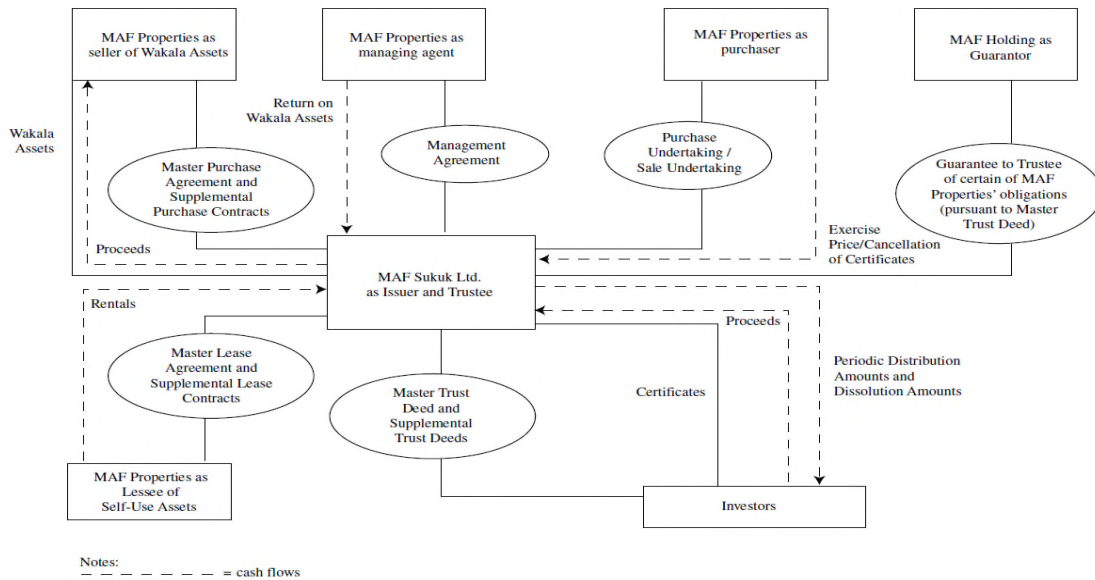 MAF Properties as
seller of Wakala Assets
MAF Properties as
managing agent
MAF Properties as
purchaser
MAF Holding as
Guarantor
Return on
Wakala Assets
Wakala
Assets
Master Purchase
Agreement and
Supplemental
Purchase Contracts
Management
Agreement
Purchase
Undertaking /
Sale Undertaking
Guarantee to Trustee
of certain of MAF
Properties' obligations
(pursuant to Master
Trust Deed)
Proceeds
Exercise
Price/Cancellation
of Certificates
MAF Sukuk Ltd.
as Issuer and Trustee
Rentals
Proceeds
Master Lease
Agreement and
Supplemental Lease
Contracts
Master Trust
Deed and
Supplemental
Trust Deeds
Certificates
Periodic Distribution
Amounts and
Dissolution Amounts
MAF Properties as
Lessee of
Self-Use Assets
Investors
Notes:
= cash flows